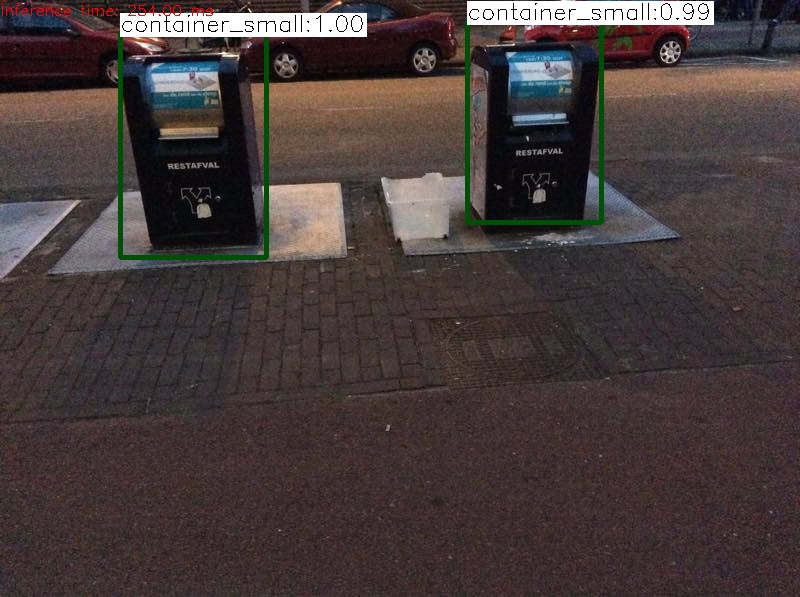 inference time: 254.00 ms
container_small:1.00
container_small:0.99
RESTAFVAL
RESTAFVAL